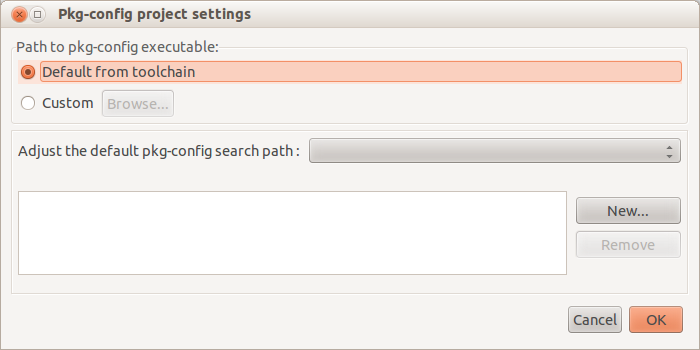 Pkg-config project settings
Path to pkg-config executable:
Default from toolchain
Custom Browse...
Adjust the default pkg-config search path :
New...
Remove
Cancel OK